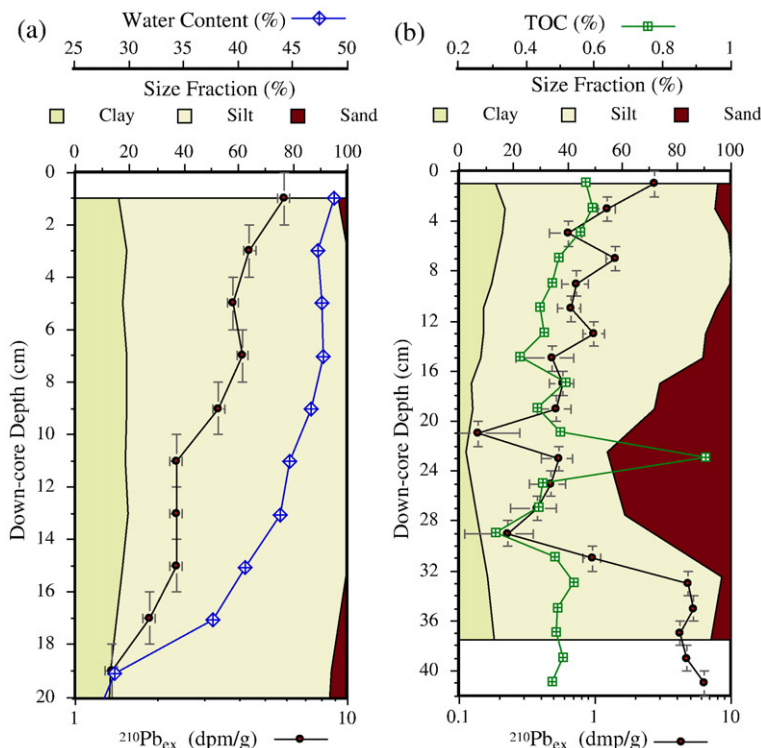 (a)
Water Content (%)
25 30 35 40 45 50
Size Fraction (%)
Clay Silt Sand
0 20 40 60 80 100
0
2
4
6
8
10
12
14
16
18
20
Down-core Depth (cm)
1 10
210Pbex (dpm/g)
(b)
TOC
(%)
0.2 0.4 0.6 0.8 1
Size Fraction
(%)
Clay Silt Sand
0 20 40 60 80 100
0
4
8
12
16
20
24
28
32
36
40
Down-core Depth (cm)
0.1 1 10
210Pbex (dmp/g)